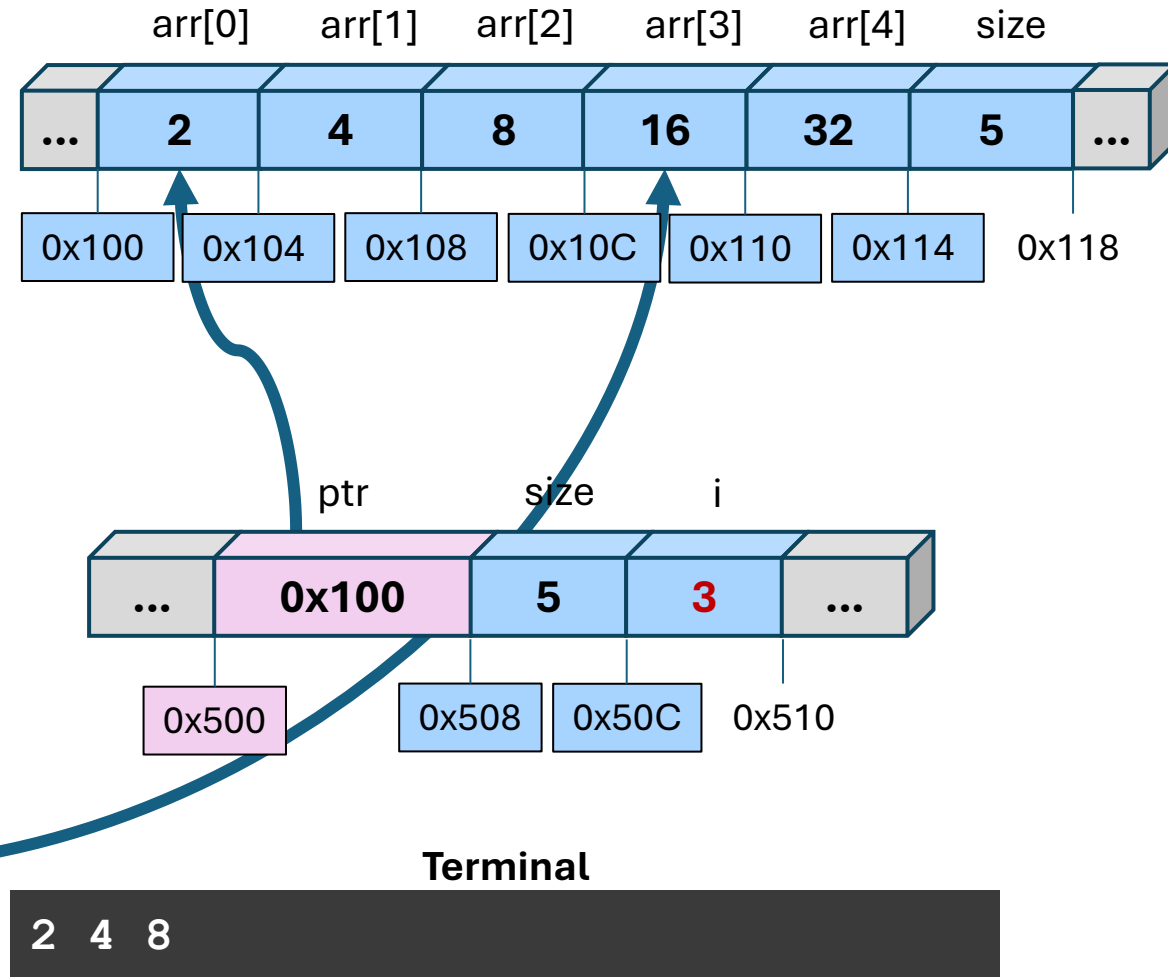 arr[0] arr[1] arr[2] arr[3] arr[4] size
... 2 4 8 16 32 5 ...
0x100 0x104 0x108 0x10C 0x110 0x114 0x118
ptr size i
... 0x100 5 3 ...
0x500 0x508 0x50C 0x510
Terminal
2 4 8